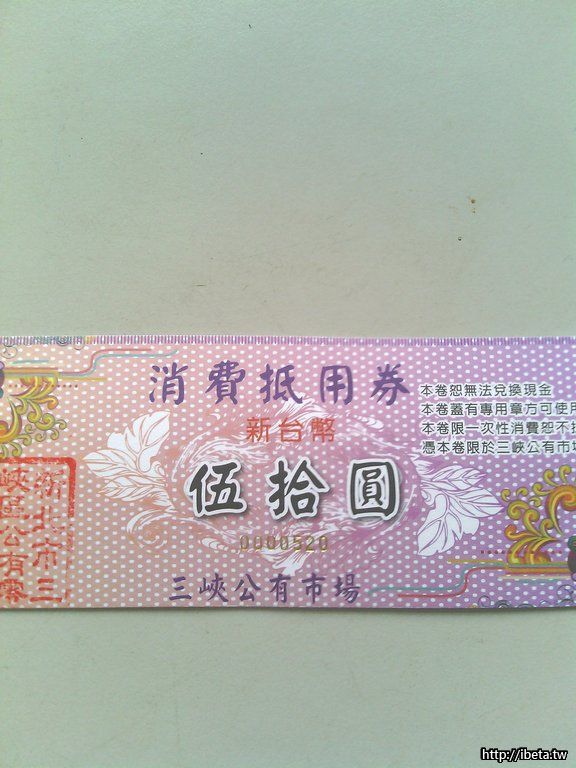 消費抵用券
新台幣
伍拾圓
0000520
三峽公有市場
本卷恕無法兌換現金
本卷蓋有專用章方可使用
本卷限一次性消費恕不找
憑本卷限於三峽公有市場
新北市三
峽區公有零
http://ibeta.tw